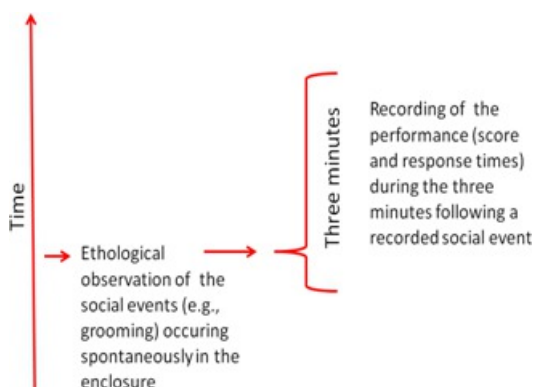 Time
Ethological
observation of the
social events (e.g.,
grooming) occuring
spontaneously in the
enclosure
Three minutes
Recording of the
performance (score
and response times)
during the three
minutes following a
recorded social event